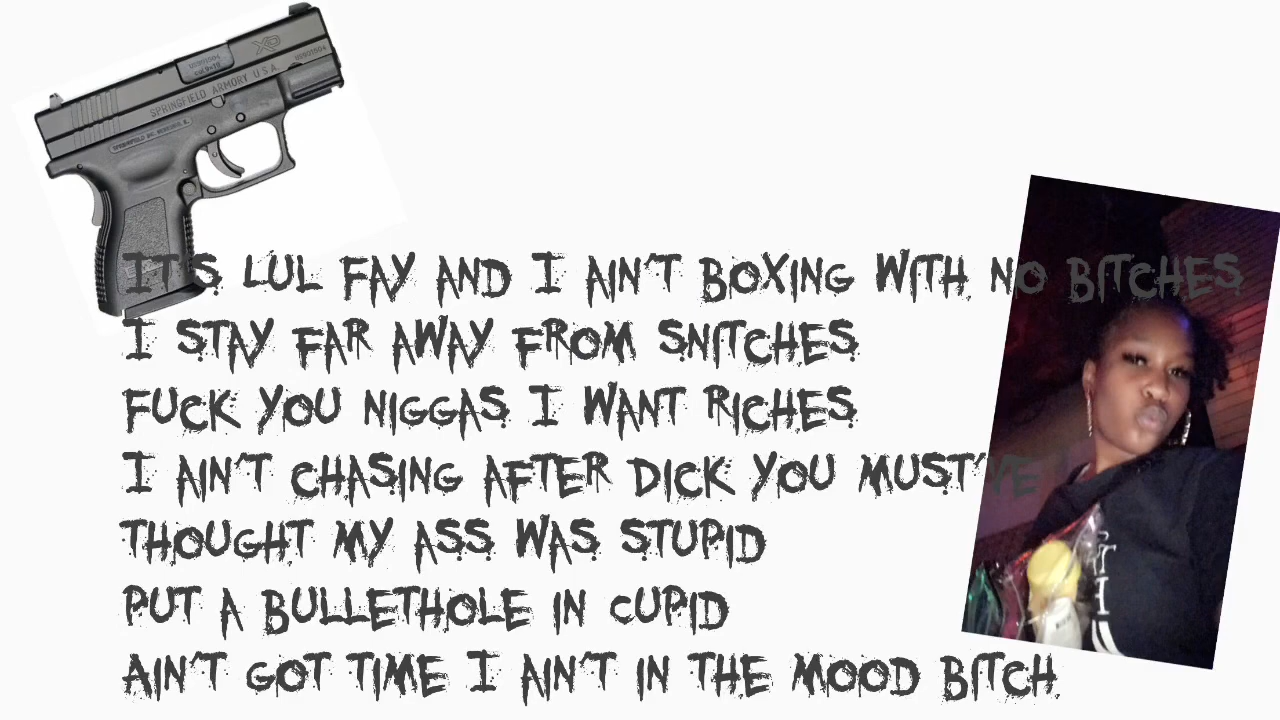 XD
SPRINGFIELD ARMORY U.S.A.
IT'S LUL FAY AND I AIN'T BOXING WITH NO BITCHES
I STAY FAR AWAY FROM SNITCHES
FUCK YOU NIGGAS I WANT RICHES
I AIN'T CHASING AFTER DICK YOU MUST'VE
THOUGHT MY ASS WAS STUPID
PUT A BULLETHOLE IN CUPID
AIN'T GOT TIME I AIN'T IN THE MOOD BITCH